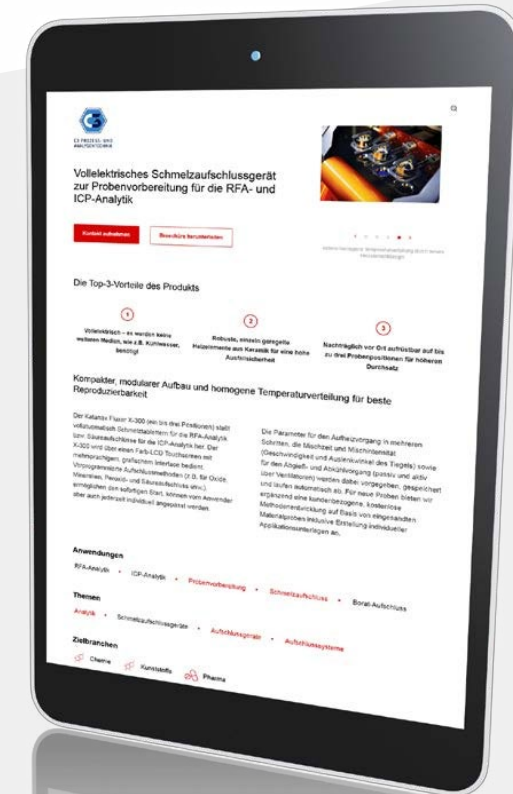 C3 PROZESS- UND
ANALYSENTECHNIK
Vollelektrisches Schmelzaufschlussgerät
zur Probenvorbereitung für die RFA- und
ICP-Analytik
Kontakt aufnehmen
Broschüre herunterladen
Die Top-3-Vorteile des Produkts
1
2
3
Vollelektrisch – es werden keine
weiteren Medien, wie z.B. Kühlwasser,
benötigt
Robuste, einzeln geregelte
Heizelemente aus Keramik für eine hohe
Ausfallsicherheit
Nachträglich vor Ort aufrüstbar auf bis
zu drei Probenpositionen für höheren
Durchsatz
Kompakter, modularer Aufbau und homogene Temperaturverteilung für beste
Reproduzierbarkeit
Der Katanax Fluxer X-300 (ein bis drei Positionen) stellt
vollautomatisch Schmelztabletten für die RFA-Analytik
bzw. Säureaufschlüsse für die ICP-Analytik her. Der
X-300 wird über einen Farb-LCD Touchscreen mit
mehrsprachigem, grafischem Interface bedient.
Vorprogrammierte Aufschlussmethoden (z.B. für Oxide,
Mineralien, Peroxid- und Säureaufschluss usw.)
ermöglichen den sofortigen Start, können vom Anwender
aber auch jederzeit individuell angepasst werden.
Die Parameter für den Aufheizvorgang in mehreren
Schritten, die Mischzeit und Mischintensität
(Geschwindigkeit und Auslenkwinkel des Tiegels) sowie
für den Abgieß- und Abkühlvorgang (passiv und aktiv
über Ventilatoren) werden dabei vorgegeben, gespeichert
und laufen automatisch ab. Für neue Proben bieten wir
ergänzend eine kundenbezogene, kostenlose
Methodenentwicklung auf Basis von eingesandten
Materialproben inklusive Erstellung individueller
Applikationsunterlagen an.
Anwendungen
RFA-Analytik • ICP-Analytik • Probenvorbereitung • Schmelzaufschluss • Borat-Aufschluss
Themen
Analytik • Schmelzaufschlussgeräte • Aufschlussgeräte • Aufschlusssysteme
Zielbranchen
Chemie Kunststoffe Pharma